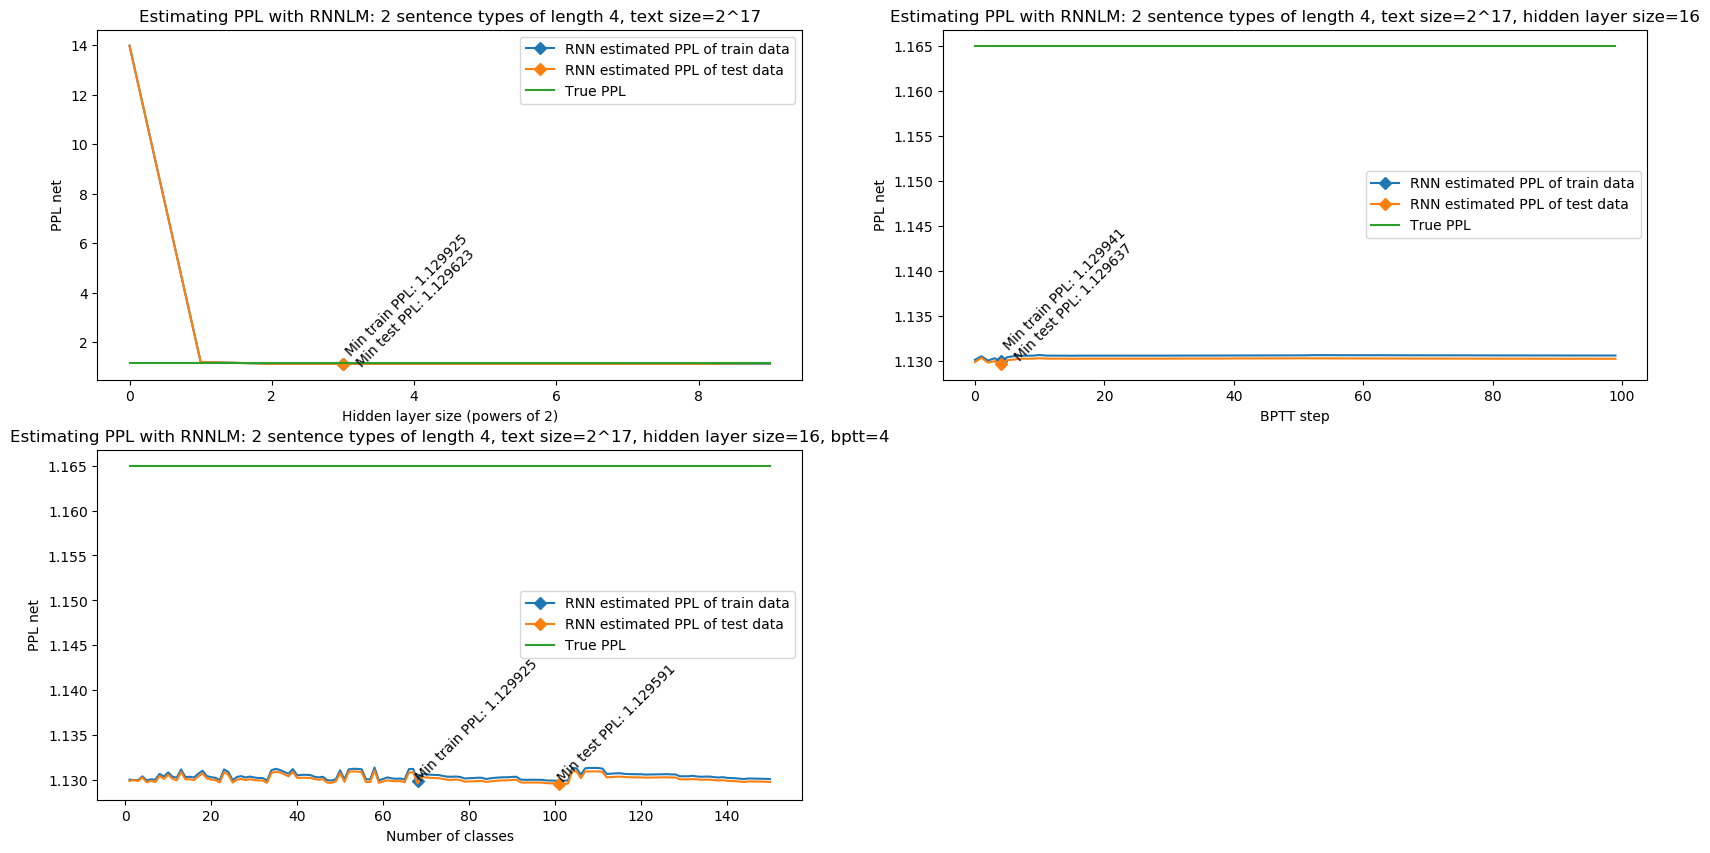 Estimating PPL with RNNLM: 2 sentence types of length 4, text size=2^17
14
12
10
8
6
4
2
PPL net
RNN estimated PPL of train data
RNN estimated PPL of test data
True PPL
Min train PPL: 1.129925
Min test PPL: 1.129623
0 2 4 6 8
Hidden layer size (powers of 2)
Estimating PPL with RNNLM: 2 sentence types of length 4, text size=2^17, hidden layer size=16
1.165
1.160
1.155
1.150
1.145
1.140
1.135
1.130
PPL net
RNN estimated PPL of train data
RNN estimated PPL of test data
True PPL
Min train PPL: 1.129941
Min test PPL: 1.129637
0 20 40 60 80 100
BPTT step
Estimating PPL with RNNLM: 2 sentence types of length 4, text size=2^17, hidden layer size=16, bptt=4
1.165
1.160
1.155
1.150
1.145
1.140
1.135
1.130
PPL net
RNN estimated PPL of train data
RNN estimated PPL of test data
True PPL
Min train PPL: 1.129925
Min test PPL: 1.129591
0 20 40 60 80 100 120 140
Number of classes